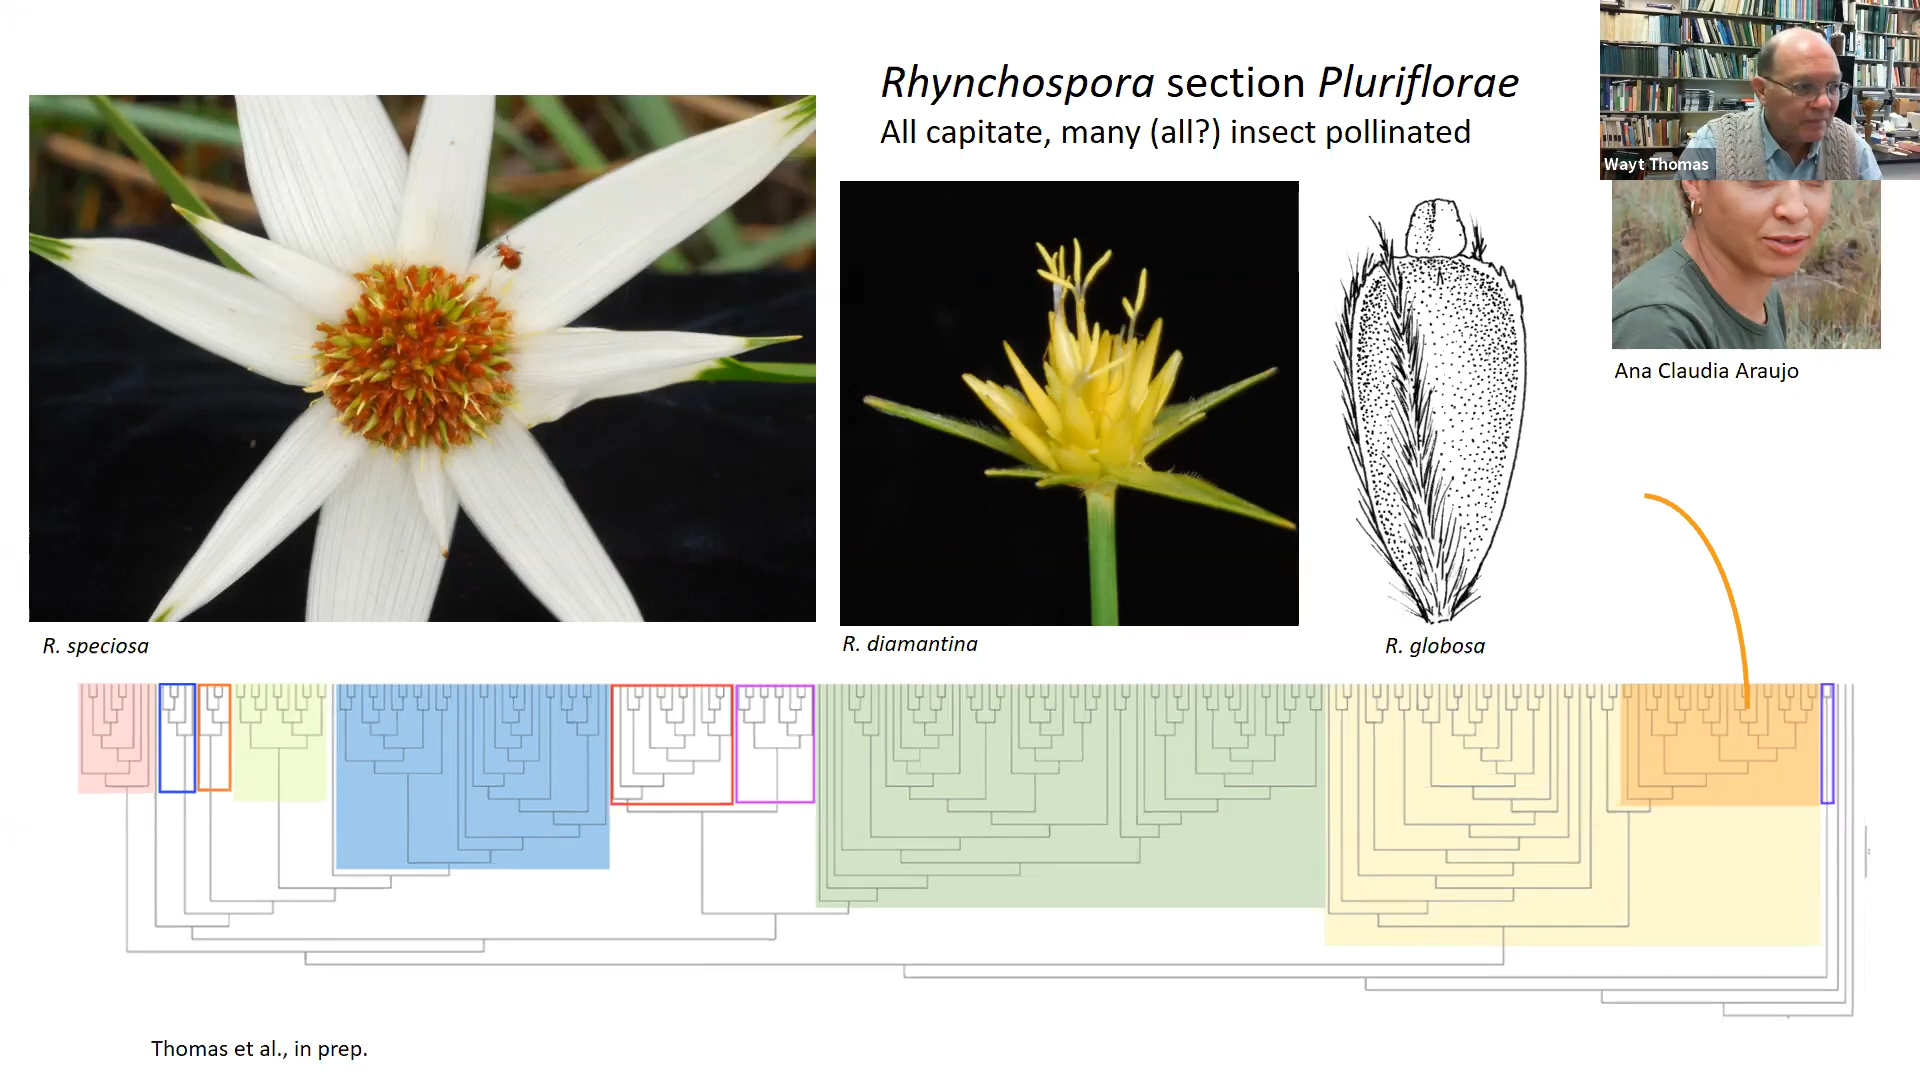 Rhynchospora section Pluriflorae
All capitate, many (all?) insect pollinated
Wayt Thomas
Ana Claudia Araujo
R. speciosa
R. diamantina
R. globosa
Thomas et al., in prep.